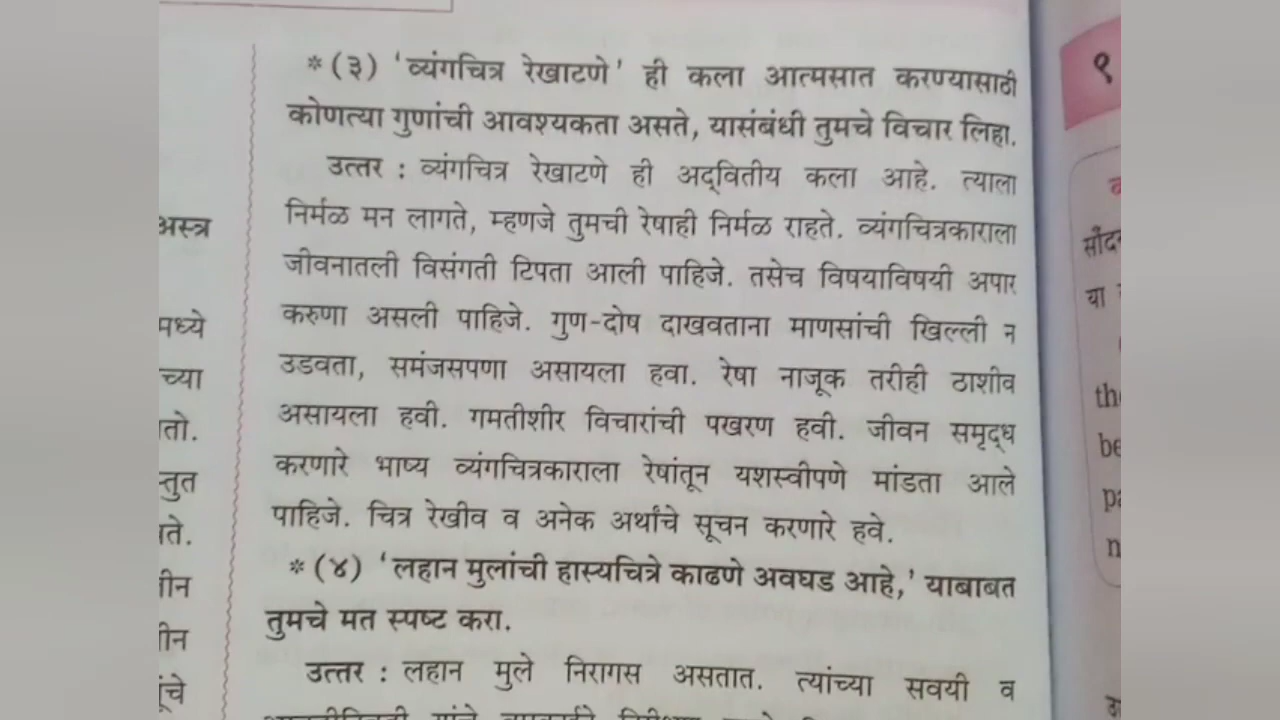 * (३) ‘व्यंगचित्र रेखाटणे’ ही कला आत्मसात करण्यासाठी
कोणत्या गुणांची आवश्यकता असते, यासंबंधी तुमचे विचार लिहा.
उत्तर : व्यंगचित्र रेखाटणे ही अद्‌वितीय कला आहे. त्याला
निर्मळ मन लागते, म्हणजे तुमची रेषाही निर्मळ राहते. व्यंगचित्रकाराला
जीवनातली विसंगती टिपता आली पाहिजे. तसेच विषयाविषयी अपार
करुणा असली पाहिजे. गुण-दोष दाखवताना माणसांची खिल्ली न
उडवता, समंजसपणा असायला हवा. रेषा नाजूक तरीही ठाशीव
असायला हवी. गमतीशीर विचारांची पखरण हवी. जीवन समृद्‌ध
करणारे भाष्य व्यंगचित्रकाराला रेषांतून यशस्वीपणे मांडता आले
पाहिजे. चित्र रेखीव व अनेक अर्थांचे सूचन करणारे हवे.
* (४) ‘लहान मुलांची हास्यचित्रे काढणे अवघड आहे,’ याबाबत
तुमचे मत स्पष्ट करा.
उत्तर : लहान मुले निरागस असतात. त्यांच्या सवयी व
अस्त्र
मध्ये
च्या
९
या